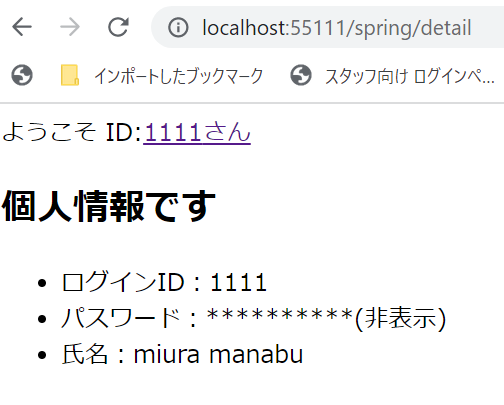 localhost:55111/spring/detail
インポートしたブックマーク スタッフ向け ログインペ...
ようこそ ID:1111さん
個人情報です
• ログインID：1111
• パスワード：**********(非表示)
• 氏名：miura manabu